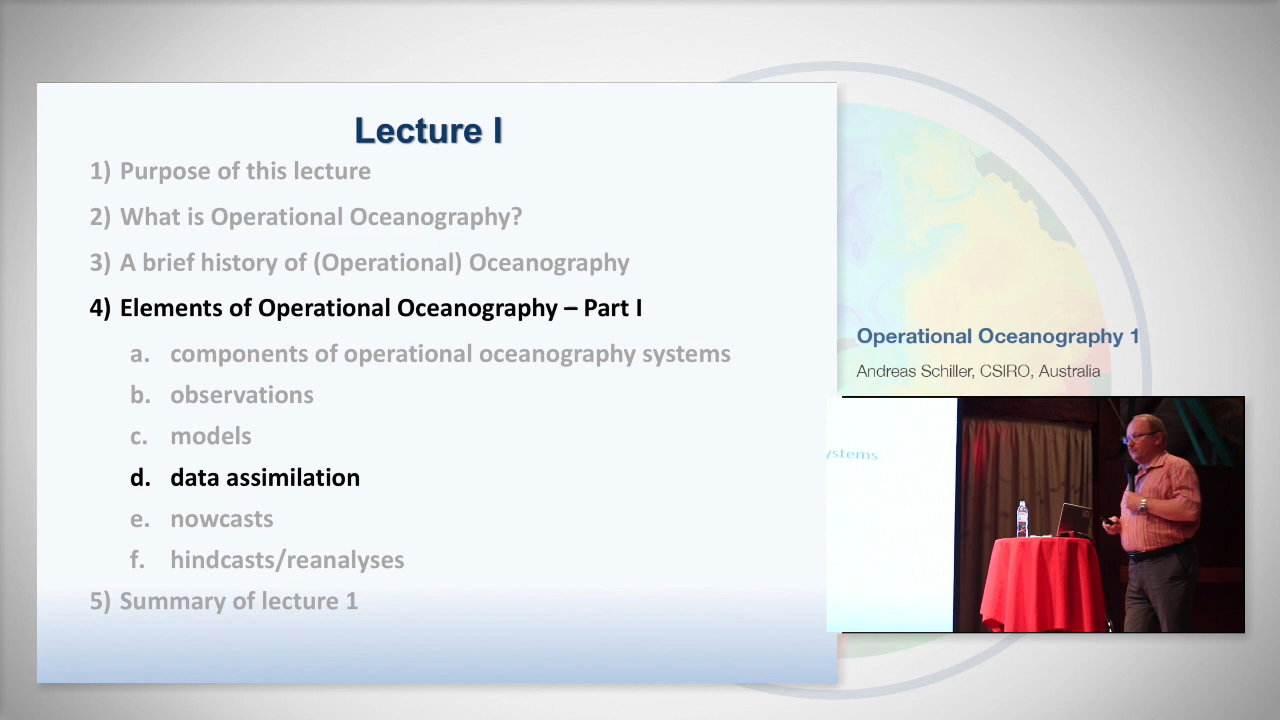 Lecture I
1) Purpose of this lecture
2) What is Operational Oceanography?
3) A brief history of (Operational) Oceanography
4) Elements of Operational Oceanography – Part I
a. components of operational oceanography systems
b. observations
c. models
d. data assimilation
e. nowcasts
f. hindcasts/reanalyses
5) Summary of lecture 1
Operational Oceanography 1
Andreas Schiller, CSIRO, Australia
ystems